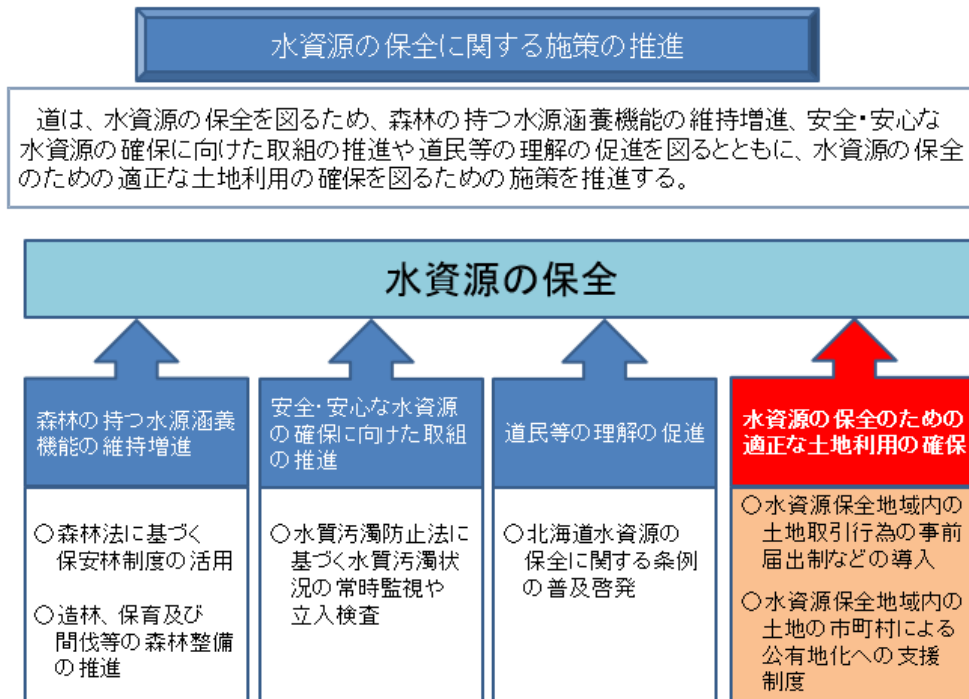 水資源の保全に関する施策の推進
道は、水資源の保全を図るため、森林の持つ水源涵養機能の維持増進、安全・安心な
水資源の確保に向けた取組の推進や道民等の理解の促進を図るとともに、水資源の保全
のための適正な土地利用の確保を図るための施策を推進する。
水資源の保全
森林の持つ水源涵養
機能の維持増進
○森林法に基づく
保安林制度の活用
○造林、保育及び
間伐等の森林整備
の推進
安全・安心な水資源
の確保に向けた取組
の推進
○水質汚濁防止法に
基づく水質汚濁状
況の常時監視や
立入検査
道民等の理解の促進
○北海道水資源の
保全に関する条例
の普及啓発
水資源の保全のための
適正な土地利用の確保
○水資源保全地域内の
土地取引行為の事前
届出制などの導入
○水資源保全地域内の
土地の市町村による
公有地化への支援
制度